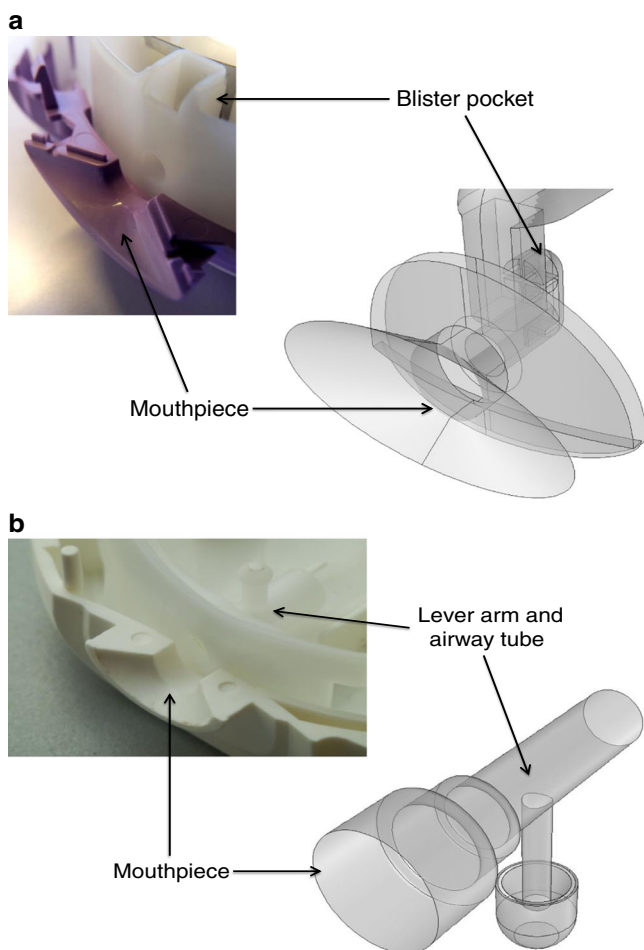 a
Blister pocket
Mouthpiece
b
Lever arm and
airway tube
Mouthpiece